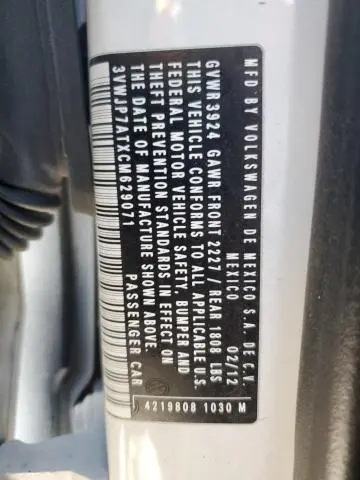 MFD BY VOLKSWAGEN DE MEXICO S.A. DE C.V.
MEXICO 02/12
GVWR 3924 GAWR FRONT 2227 / REAR 1808 LBS
THIS VEHICLE CONFORMS TO ALL APPLICABLE U.S.
FEDERAL MOTOR VEHICLE SAFETY, BUMPER AND
THEFT PREVENTION STANDARDS IN EFFECT ON
THE DATE OF MANUFACTURE SHOWN ABOVE.
3VWJP7ATXCM629071 PASSENGER CAR
4219808 1030 M